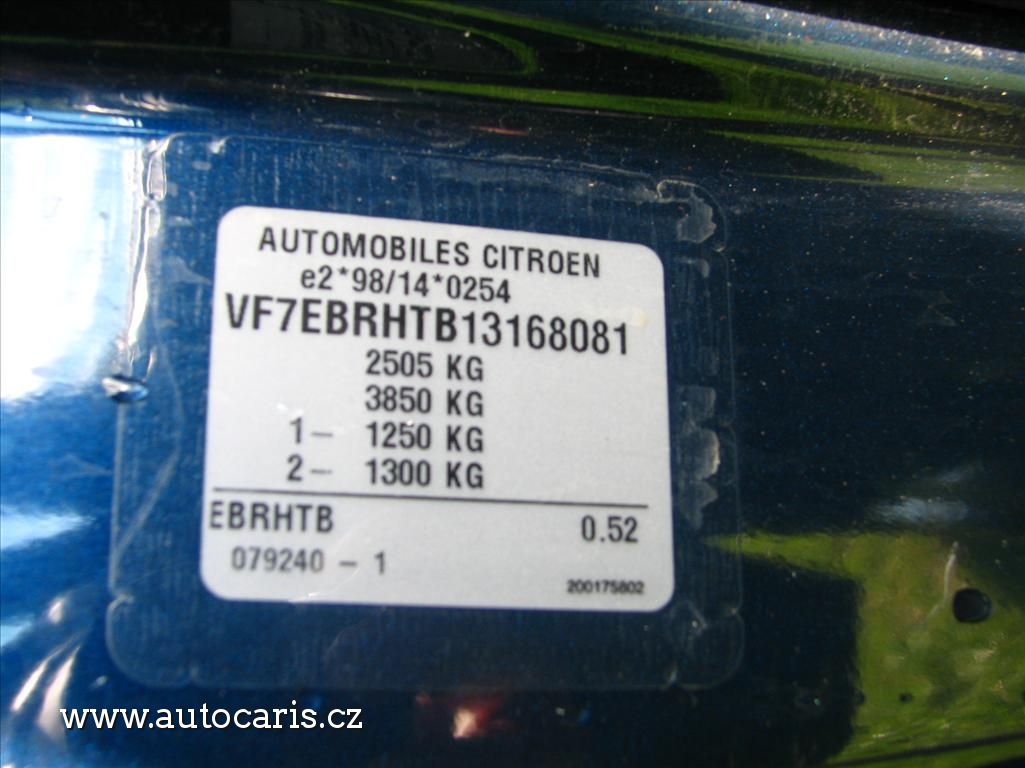 AUTOMOBILES CITROEN
e2*98/14*0254
VF7EBRHTB13168081
2505 KG
3850 KG
1– 1250 KG
2– 1300 KG
EBRHTB 0.52
079240 – 1
200175802
www.autocaris.cz